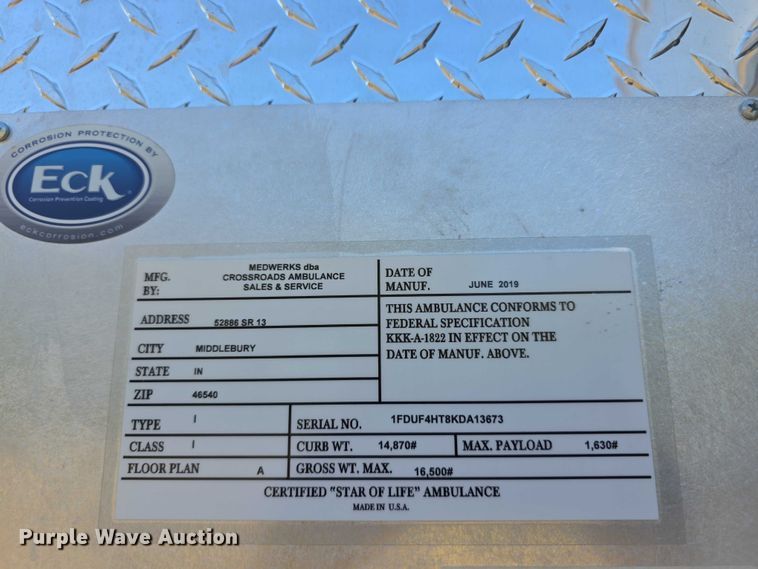 CORROSION PROTECTION BY
Eck
Corrosion Prevention Coating
eckcorrosion.com
MFG. BY: MEDWERKS dba CROSSROADS AMBULANCE SALES & SERVICE
DATE OF MANUF. JUNE 2019
ADDRESS 52886 SR 13
CITY MIDDLEBURY
STATE IN
ZIP 46540
THIS AMBULANCE CONFORMS TO
FEDERAL SPECIFICATION
KKK-A-1822 IN EFFECT ON THE
DATE OF MANUF. ABOVE.
TYPE I
SERIAL NO. 1FDUF4HT8KDA13673
CLASS I
CURB WT. 14,870#
MAX. PAYLOAD 1,630#
FLOOR PLAN A
GROSS WT. MAX. 16,500#
CERTIFIED "STAR OF LIFE" AMBULANCE
MADE IN U.S.A.
Purple Wave Auction